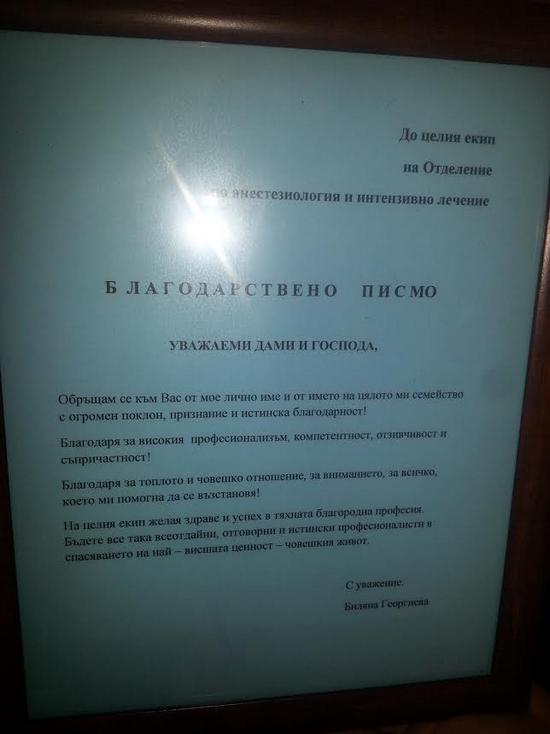 До целия екип
на Отделение
по анестезиология и интензивно лечение
БЛАГОДАРСТВЕНО ПИСМО
УВАЖАЕМИ ДАМИ И ГОСПОДА,
Обръщам се към Вас от мое лично име и от името на цялото ми семейство
с огромен поклон, признание и истинска благодарност!
Благодаря за високия професионализъм, компетентност, отзивчивост и
съпричастност!
Благодаря за топлото и човешко отношение, за вниманието, за всичко,
което ми помогна да се възстановя!
На целия екип желая здраве и успех в тяхната благородна професия.
Бъдете все така всеотдайни, отговорни и истински професионалисти в
спасяването на най – висшата ценност – човешкия живот.
С уважение.
Биляна Георгиева